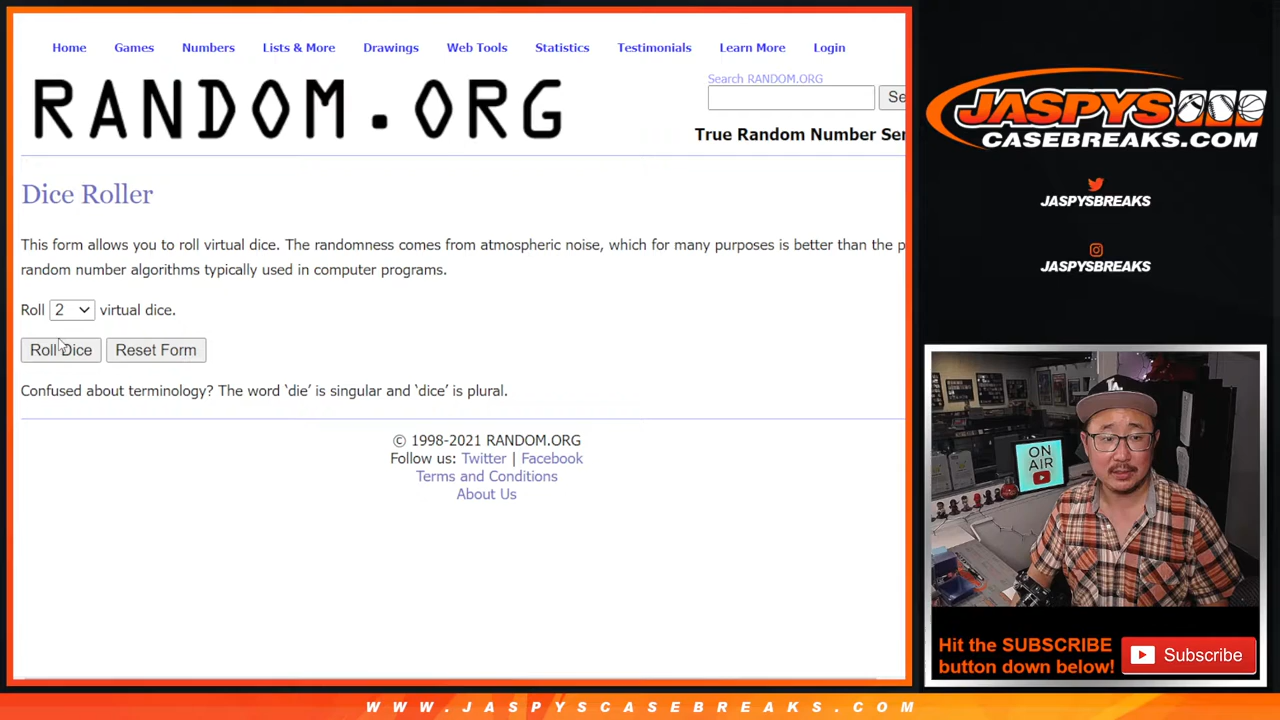 Home Games Numbers Lists & More Drawings Web Tools Statistics Testimonials Learn More Login
RANDOM.ORG
Search RANDOM.ORG
Se
True Random Number Ser
Dice Roller
This form allows you to roll virtual dice. The randomness comes from atmospheric noise, which for many purposes is better than the p
random number algorithms typically used in computer programs.
Roll 2 virtual dice.
Roll Dice Reset Form
Confused about terminology? The word ‘die’ is singular and ‘dice’ is plural.
© 1998-2021 RANDOM.ORG
Follow us: Twitter | Facebook
Terms and Conditions
About Us
JASPYS
CASEBREAKS.COM
JASPYSBREAKS
JASPYSBREAKS
LA
ON
AIR
Hit the SUBSCRIBE
button down below!
Subscribe
WWW.JASPYSCASEBREAKS.COM